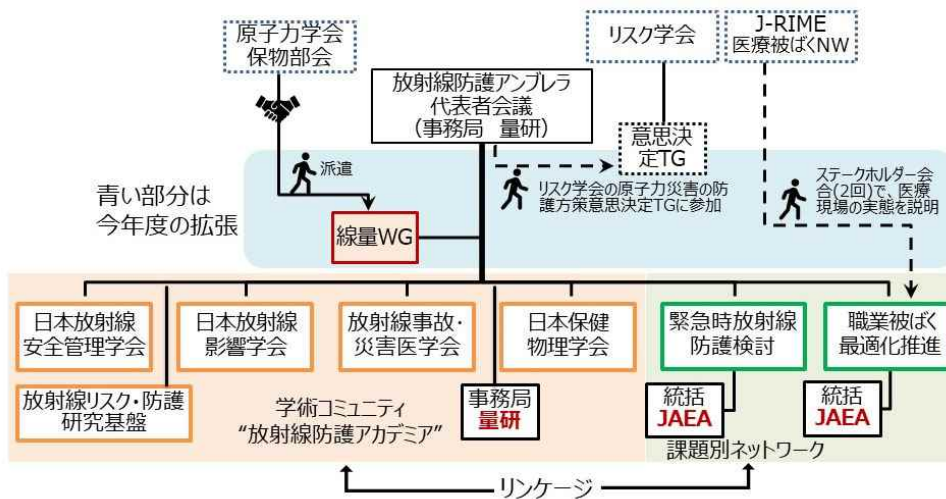 原子力学会
保物部会
リスク学会
J-RIME
医療被ばくNW
放射線防護アンブレラ
代表者会議
(事務局 量研)
意思決
定TG
派遣
青い部分は
今年度の拡張
線量WG
リスク学会の原子力災害の防
護方策意思決定TGに参加
ステークホルダー会
合(2回)で、医療
現場の実態を説明
日本放射線
安全管理学会
日本放射線
影響学会
放射線事故・
災害医学会
日本保健
物理学会
緊急時放射線
防護検討
職業被ばく
最適化推進
放射線リスク・防護
研究基盤
学術コミュニティ
“放射線防護アカデミア”
事務局
量研
統括
JAEA
統括
JAEA
課題別ネットワーク
リンケージ